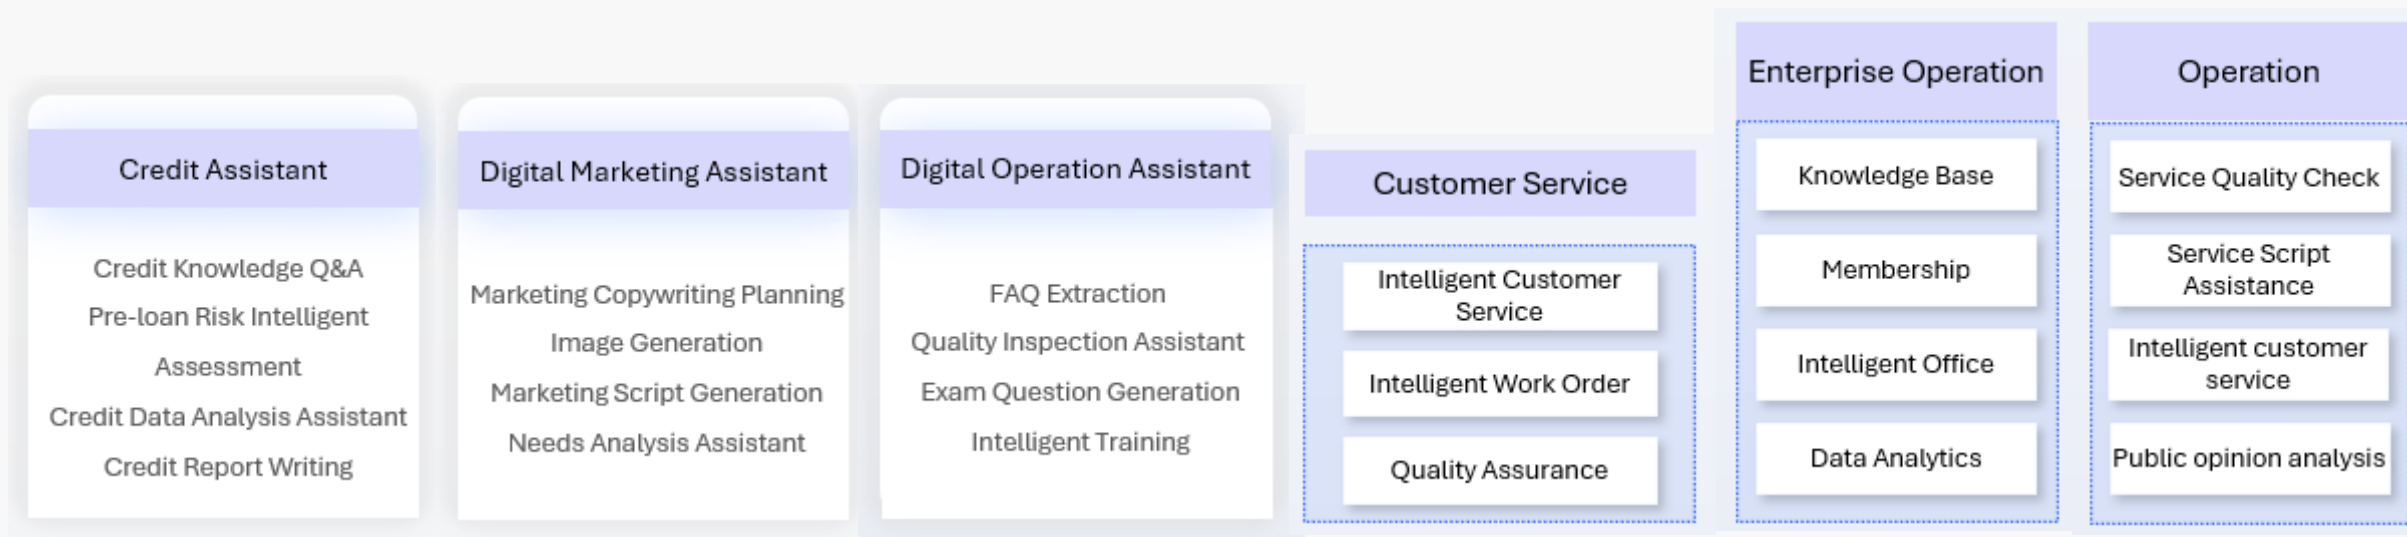 Credit Assistant
Credit Knowledge Q&A
Pre-loan Risk Intelligent
Assessment
Credit Data Analysis Assistant
Credit Report Writing
Digital Marketing Assistant
Marketing Copywriting Planning
Image Generation
Marketing Script Generation
Needs Analysis Assistant
Digital Operation Assistant
FAQ Extraction
Quality Inspection Assistant
Exam Question Generation
Intelligent Training
Customer Service
Intelligent Customer
Service
Intelligent Work Order
Quality Assurance
Enterprise Operation
Knowledge Base
Membership
Intelligent Office
Data Analytics
Operation
Service Quality Check
Service Script
Assistance
Intelligent customer
service
Public opinion analysis